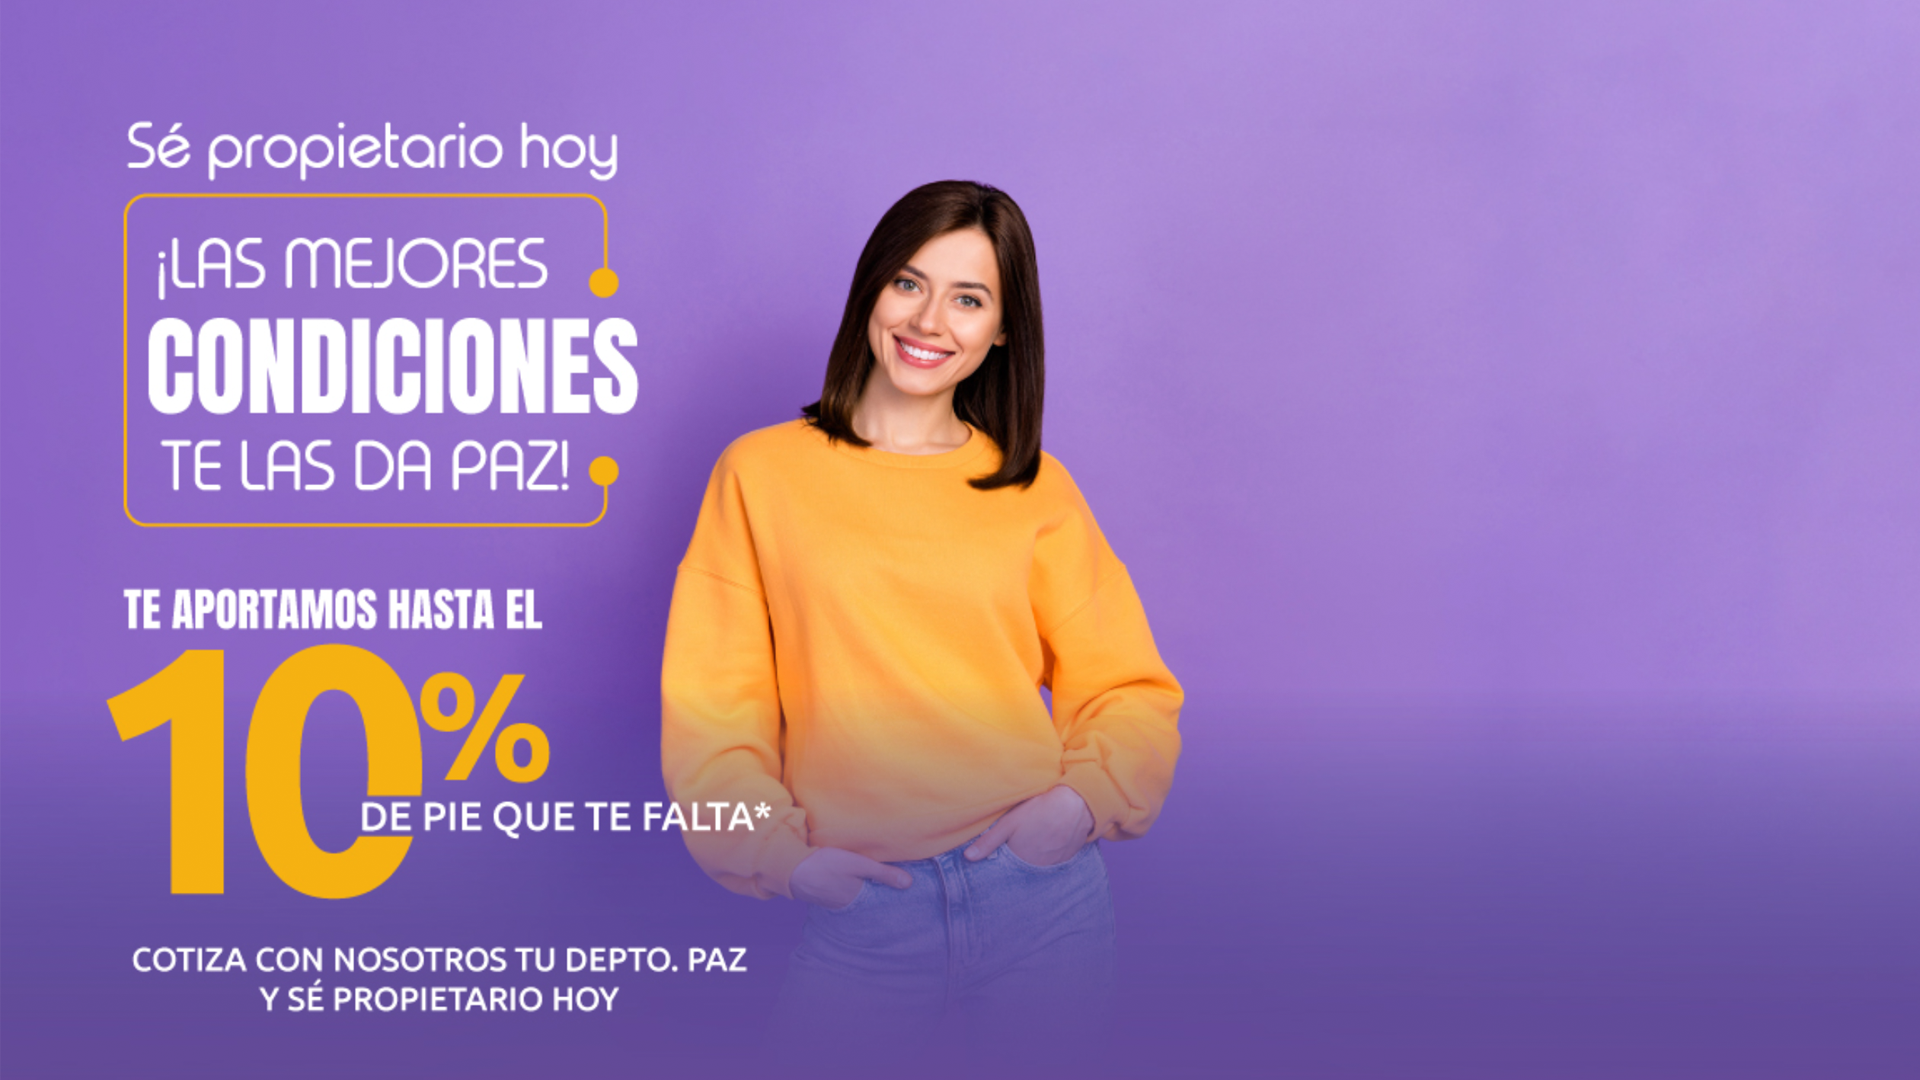 Sé propietario hoy
¡LAS MEJORES
CONDICIONES
TE LAS DA PAZ!
TE APORTAMOS HASTA EL
10%
DE PIE QUE TE FALTA*
COTIZA CON NOSOTROS TU DEPTO. PAZ
Y SÉ PROPIETARIO HOY